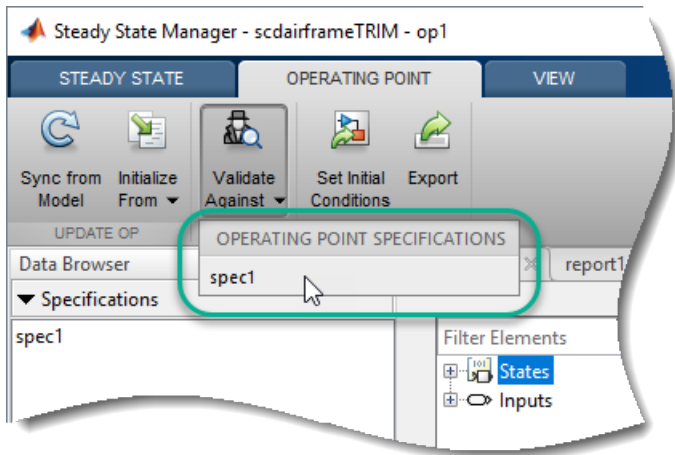 Steady State Manager - scdairframeTRIM - op1
STEADY STATE OPERATING POINT VIEW
Sync from Initialize Validate Set Initial Export
Model From Against Conditions
UPDATE OP OPERATING POINT SPECIFICATIONS
Data Browser spec1 report1
Specifications
spec1 Filter Elements
States
Inputs